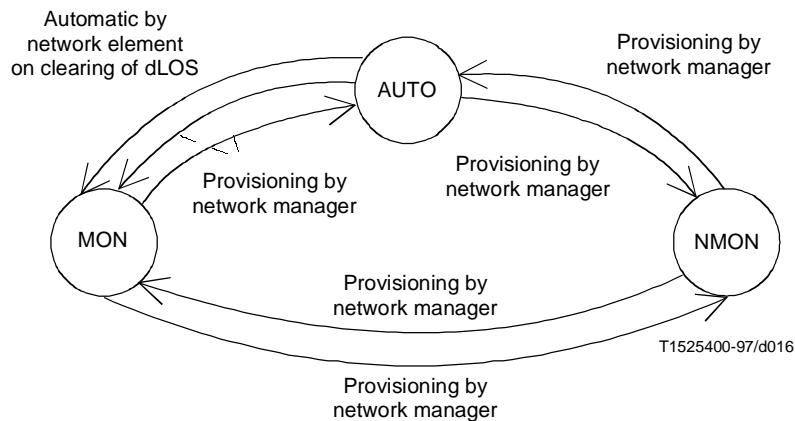 Automatic by
network element
on clearing of dLOS
AUTO
Provisioning by
network manager
Provisioning by
network manager
Provisioning by
network manager
MON
NMON
Provisioning by
network manager
T1525400-97/d016
Provisioning by
network manager